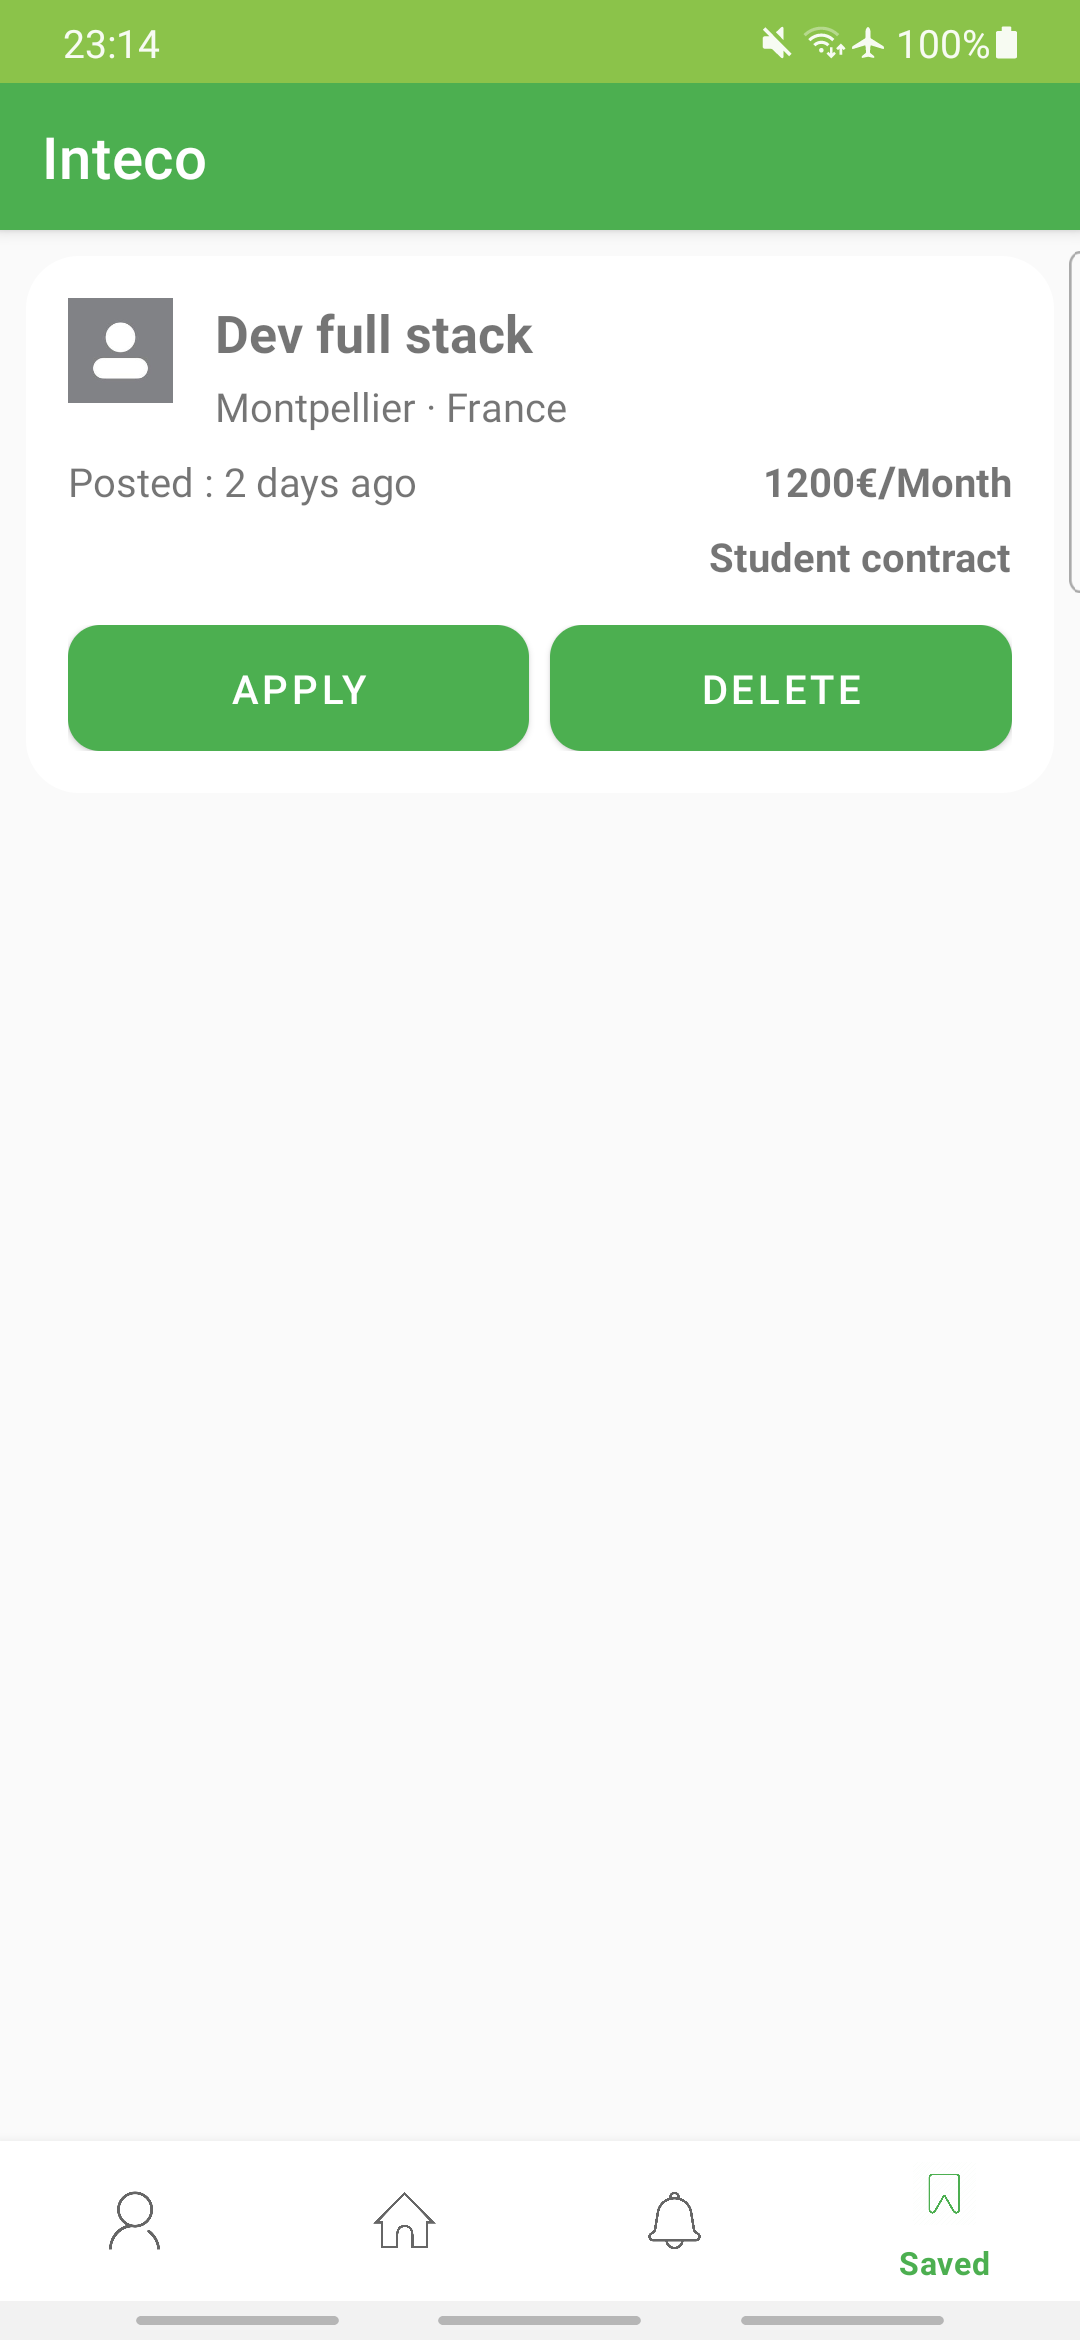 23:14
100%
Inteco
Dev full stack
Montpellier · France
Posted : 2 days ago
1200€/Month
Student contract
APPLY
DELETE
Saved